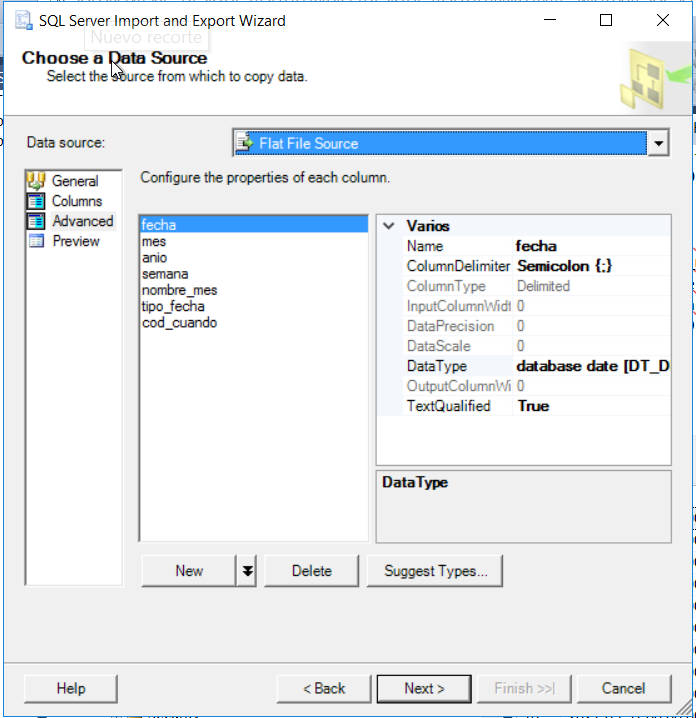 SQL Server Import and Export Wizard
Nuevo recorte
Choose a Data Source
Select the source from which to copy data.
Data source:
Flat File Source
General
Columns
Advanced
Preview
Configure the properties of each column.
fecha
mes
anio
semana
nombre_mes
tipo_fecha
cod_cuando
Varios
Name fecha
ColumnDelimiter Semicolon {;}
ColumnType Delimited
InputColumnWidt 0
DataPrecision 0
DataScale 0
DataType database date [DT_D
OutputColumnWi 0
TextQualified True
DataType
New
Delete
Suggest Types...
Help
< Back
Next >
Finish >>|
Cancel